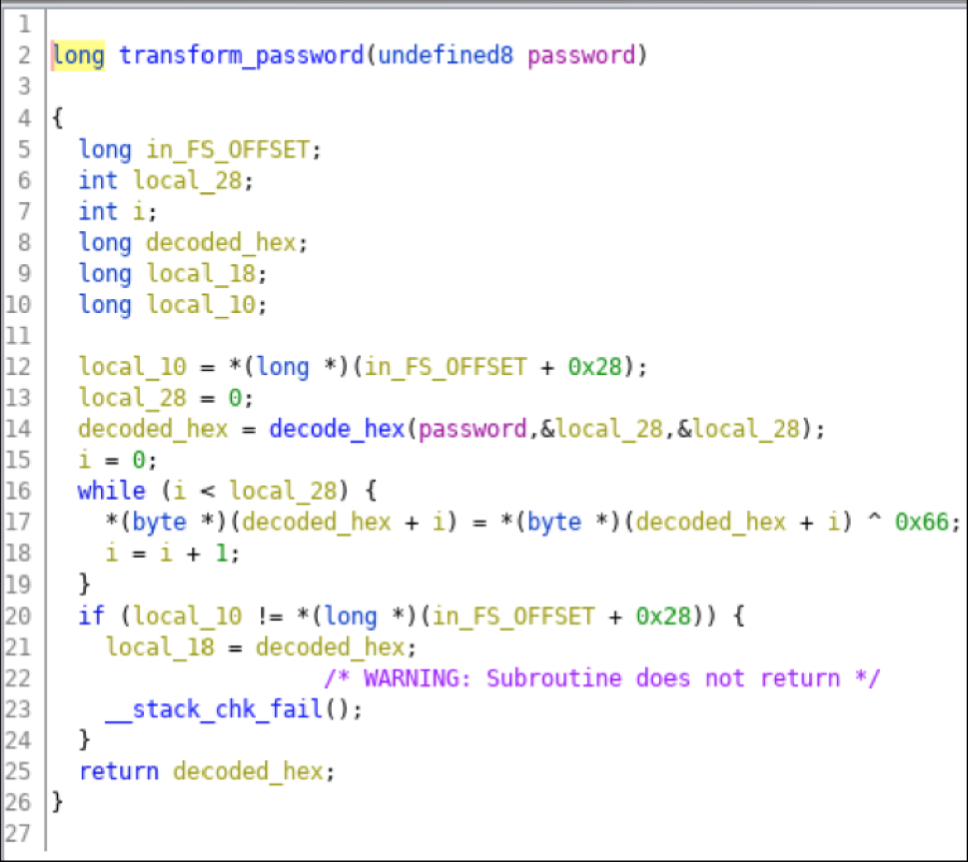 1
2 long transform_password(undefined8 password)
3
4 {
5 long in_FS_OFFSET;
6 int local_28;
7 int i;
8 long decoded_hex;
9 long local_18;
10 long local_10;
11
12 local_10 = *(long *)(in_FS_OFFSET + 0x28);
13 local_28 = 0;
14 decoded_hex = decode_hex(password,&local_28,&local_28);
15 i = 0;
16 while (i < local_28) {
17 *(byte *)(decoded_hex + i) = *(byte *)(decoded_hex + i) ^ 0x66;
18 i = i + 1;
19 }
20 if (local_10 != *(long *)(in_FS_OFFSET + 0x28)) {
21 local_18 = decoded_hex;
22 /* WARNING: Subroutine does not return */
23 __stack_chk_fail();
24 }
25 return decoded_hex;
26 }
27